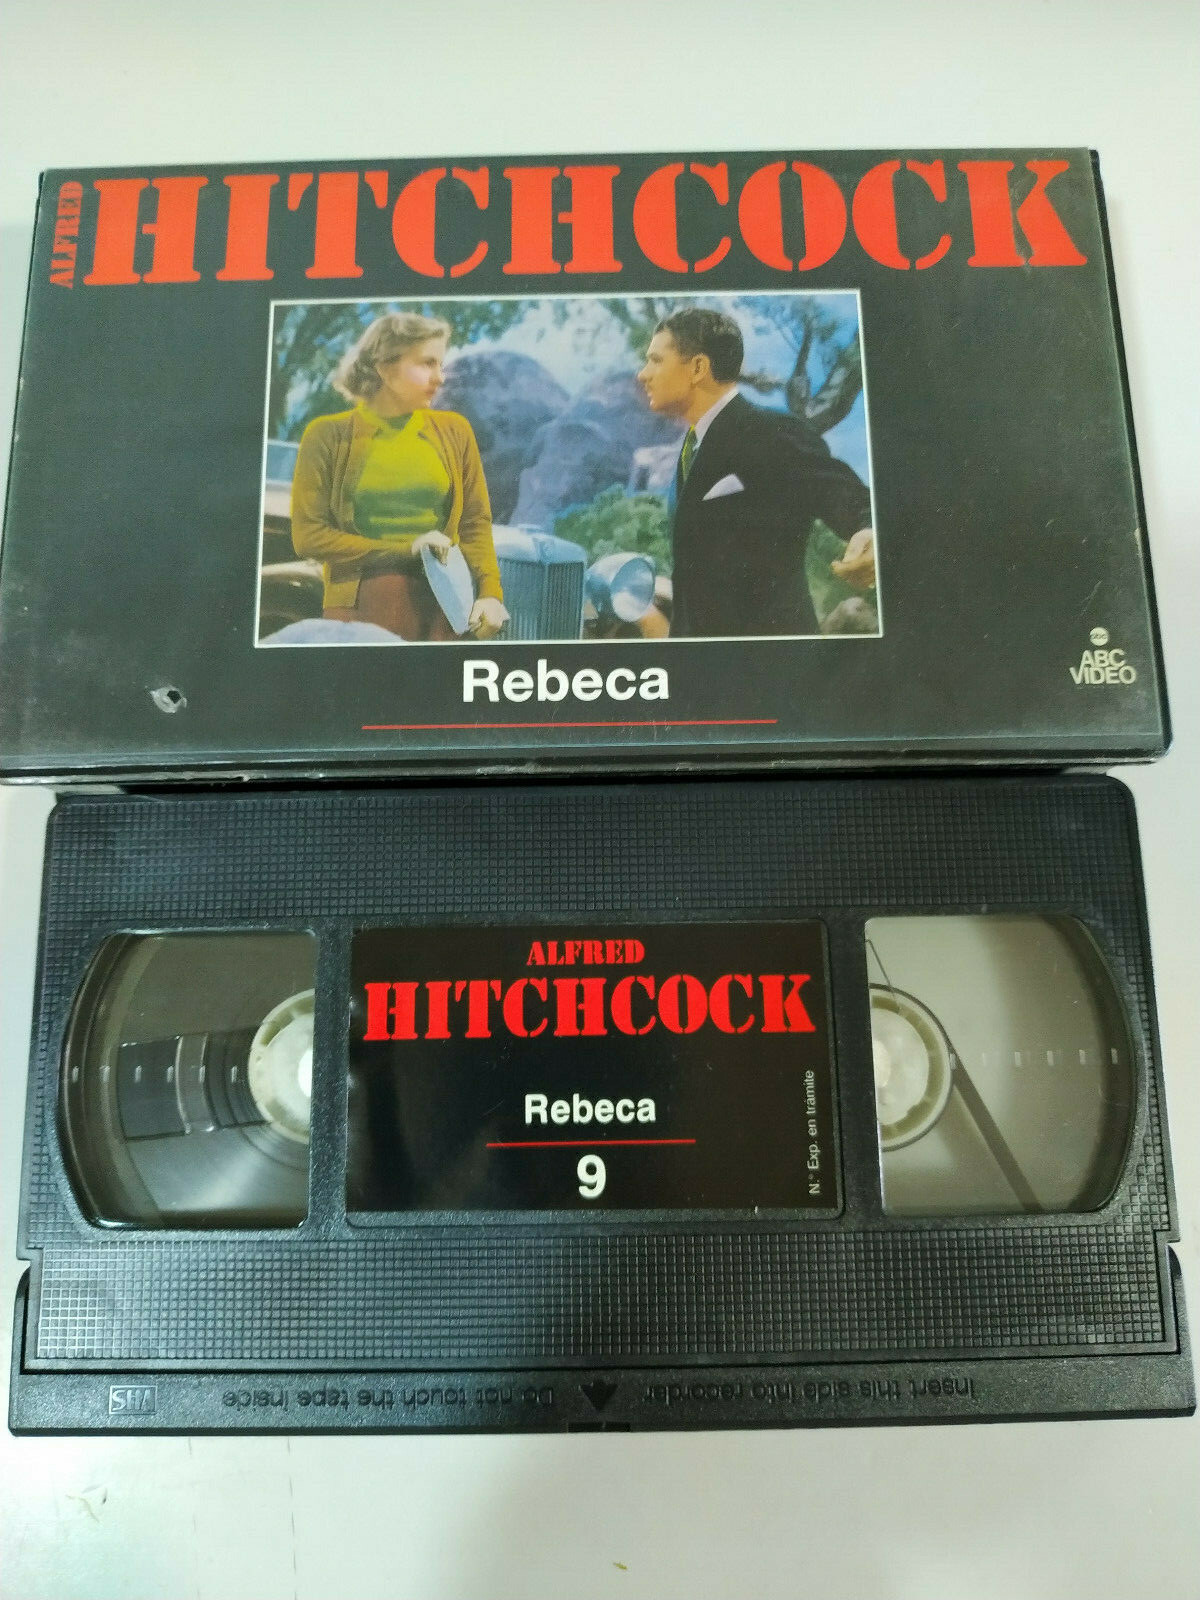 ALFRED
HITCHCOCK
Rebeca
abc
ABC
VIDEO
ALFRED
HITCHCOCK
Rebeca
9
N.º Exp. en trámite
Insert this side into recorder
Do not touch the tape inside
VHS